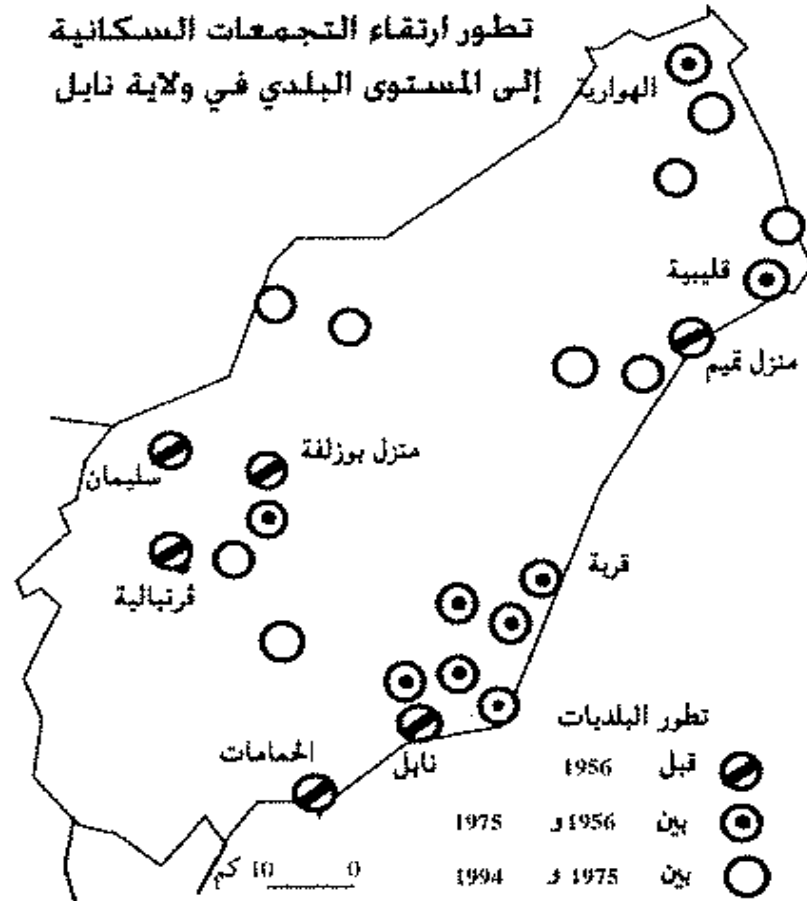 تطور ارتقاء التجمعات السكانية
إلى المستوى البلدي في ولاية نابل
الهوارية
قليبية
منزل تميم
منزل بوزلفة
سليمان
قربة
ڤرنبالية
الحمامات
نابل
تطور البلديات
قبل 1956
بين 1956 و 1975
بين 1975 و 1994
0 10 كم